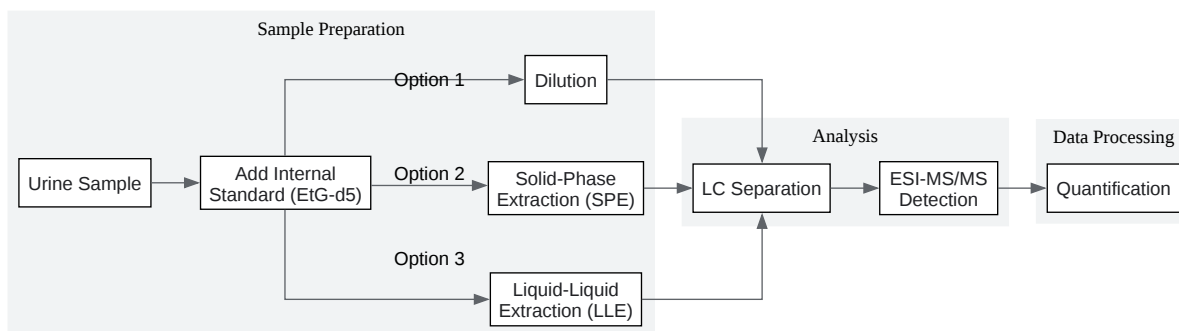 Sample Preparation
Option 1
Dilution
Analysis
Data Processing
Urine Sample
Add Internal
Standard (EtG-d5)
Option 2
Solid-Phase
Extraction (SPE)
LC Separation
ESI-MS/MS
Detection
Quantification
Option 3
Liquid-Liquid
Extraction (LLE)